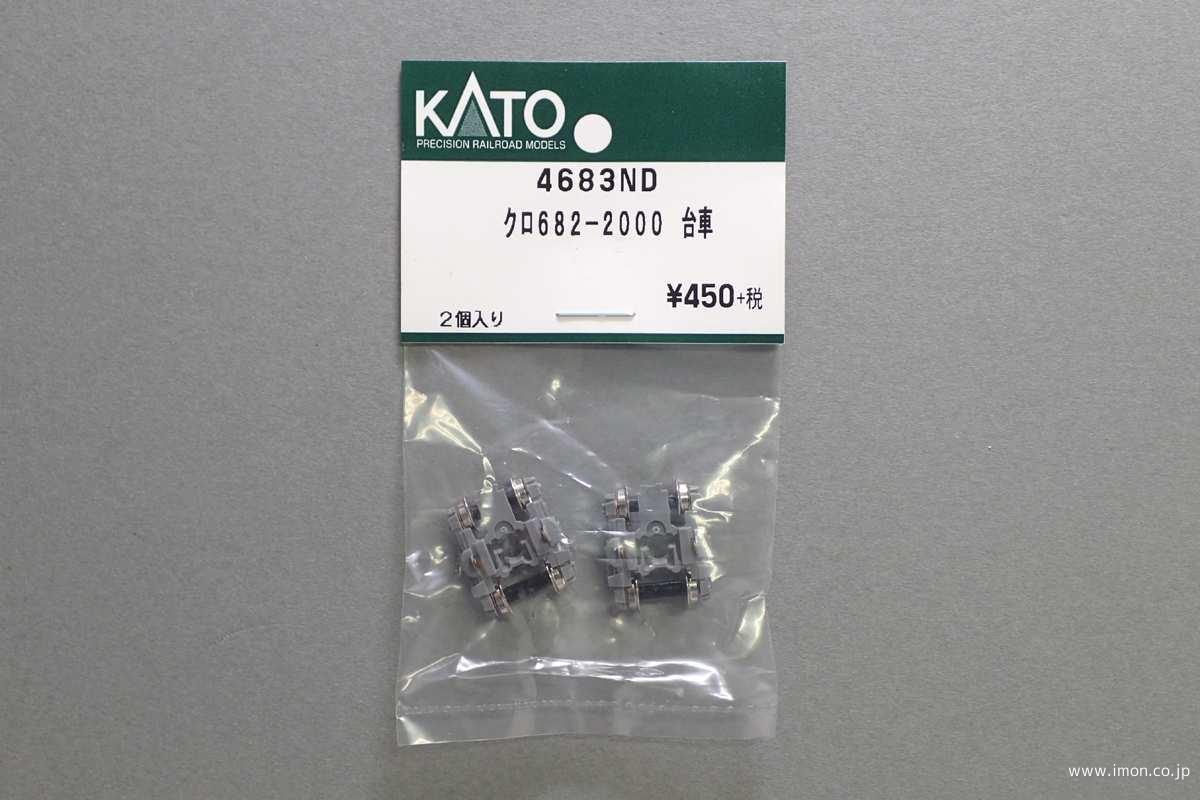 KATO
PRECISION RAILROAD MODELS
4683ND
クロ682-2000 台車
¥450+税
2個入り
www.imon.co.jp